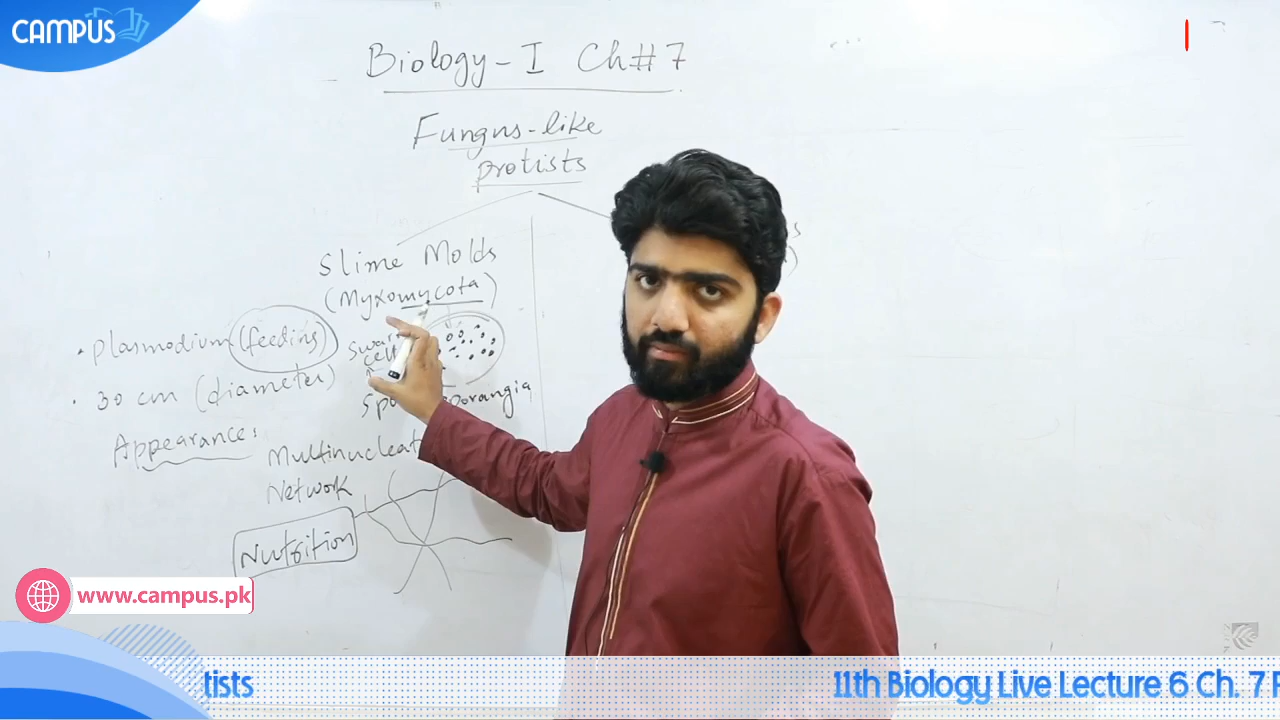 CAMPUS
Biology-I Ch#7
Fungus-like
protists
Slime Molds
(Myxomycota)
• plasmodium (feeding)
• 30 cm (diameter)
Appearance:
Multinucleat
Network
Nutrition
www.campus.pk
tists
11th Biology Live Lecture 6 Ch. 7 P